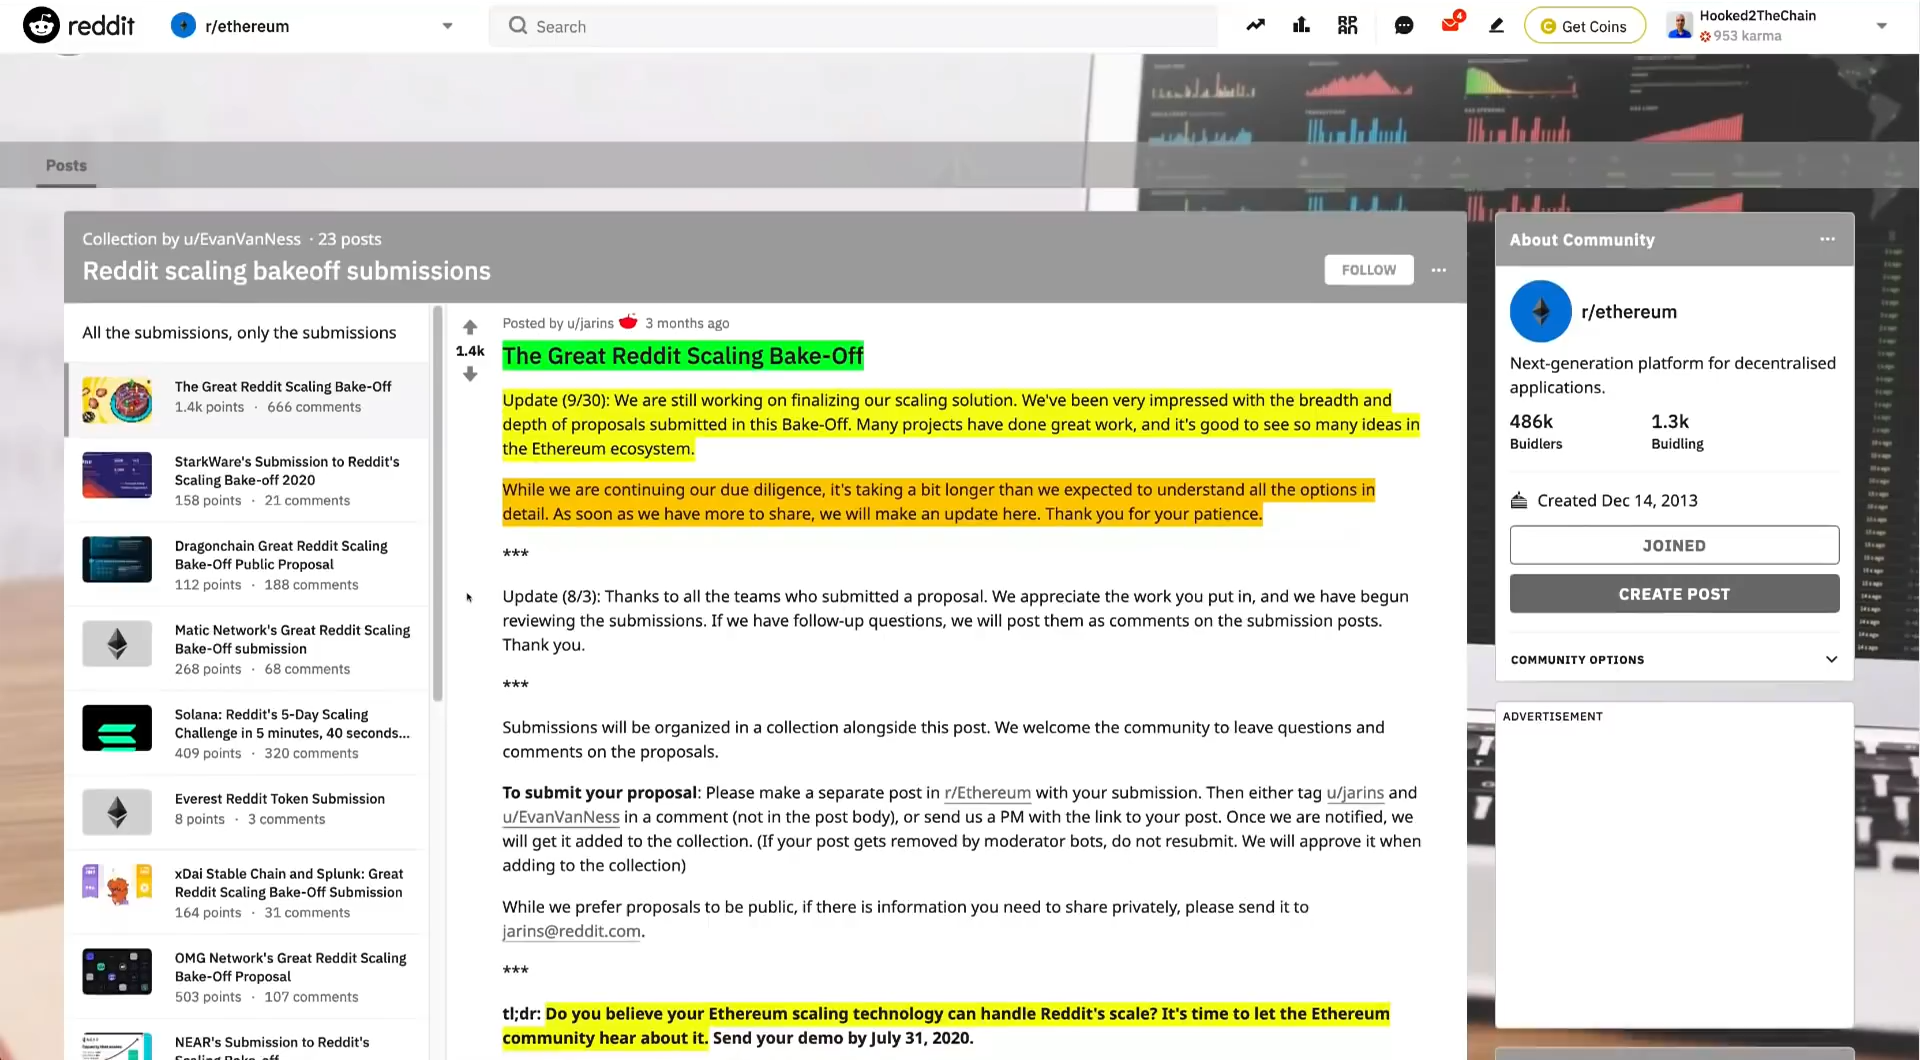 reddit
r/ethereum
Search
4
Get Coins
Hooked2TheChain
953 karma
Posts
Collection by u/EvanVanNess · 23 posts
Reddit scaling bakeoff submissions
FOLLOW
All the submissions, only the submissions
The Great Reddit Scaling Bake-Off
1.4k points · 666 comments
StarkWare's Submission to Reddit's
Scaling Bake-off 2020
158 points · 21 comments
Dragonchain Great Reddit Scaling
Bake-Off Public Proposal
112 points · 188 comments
Matic Network's Great Reddit Scaling
Bake-Off submission
268 points · 68 comments
Solana: Reddit's 5-Day Scaling
Challenge in 5 minutes, 40 seconds...
409 points · 320 comments
Everest Reddit Token Submission
8 points · 3 comments
xDai Stable Chain and Splunk: Great
Reddit Scaling Bake-Off Submission
164 points · 31 comments
OMG Network's Great Reddit Scaling
Bake-Off Proposal
503 points · 107 comments
NEAR's Submission to Reddit's
Scaling Bake-off
1.4k
Posted by u/jarins 3 months ago
The Great Reddit Scaling Bake-Off
Update (9/30): We are still working on finalizing our scaling solution. We've been very impressed with the breadth and
depth of proposals submitted in this Bake-Off. Many projects have done great work, and it's good to see so many ideas in
the Ethereum ecosystem.
While we are continuing our due diligence, it's taking a bit longer than we expected to understand all the options in
detail. As soon as we have more to share, we will make an update here. Thank you for your patience.
***
Update (8/3): Thanks to all the teams who submitted a proposal. We appreciate the work you put in, and we have begun
reviewing the submissions. If we have follow-up questions, we will post them as comments on the submission posts.
Thank you.
***
Submissions will be organized in a collection alongside this post. We welcome the community to leave questions and
comments on the proposals.
To submit your proposal: Please make a separate post in r/Ethereum with your submission. Then either tag u/jarins and
u/EvanVanNess in a comment (not in the post body), or send us a PM with the link to your post. Once we are notified, we
will get it added to the collection. (If your post gets removed by moderator bots, do not resubmit. We will approve it when
adding to the collection)
While we prefer proposals to be public, if there is information you need to share privately, please send it to
jarins@reddit.com.
***
tl;dr: Do you believe your Ethereum scaling technology can handle Reddit's scale? It's time to let the Ethereum
community hear about it. Send your demo by July 31, 2020.
About Community
r/ethereum
Next-generation platform for decentralised
applications.
486k
1.3k
Buidlers
Buidling
Created Dec 14, 2013
JOINED
CREATE POST
COMMUNITY OPTIONS
ADVERTISEMENT